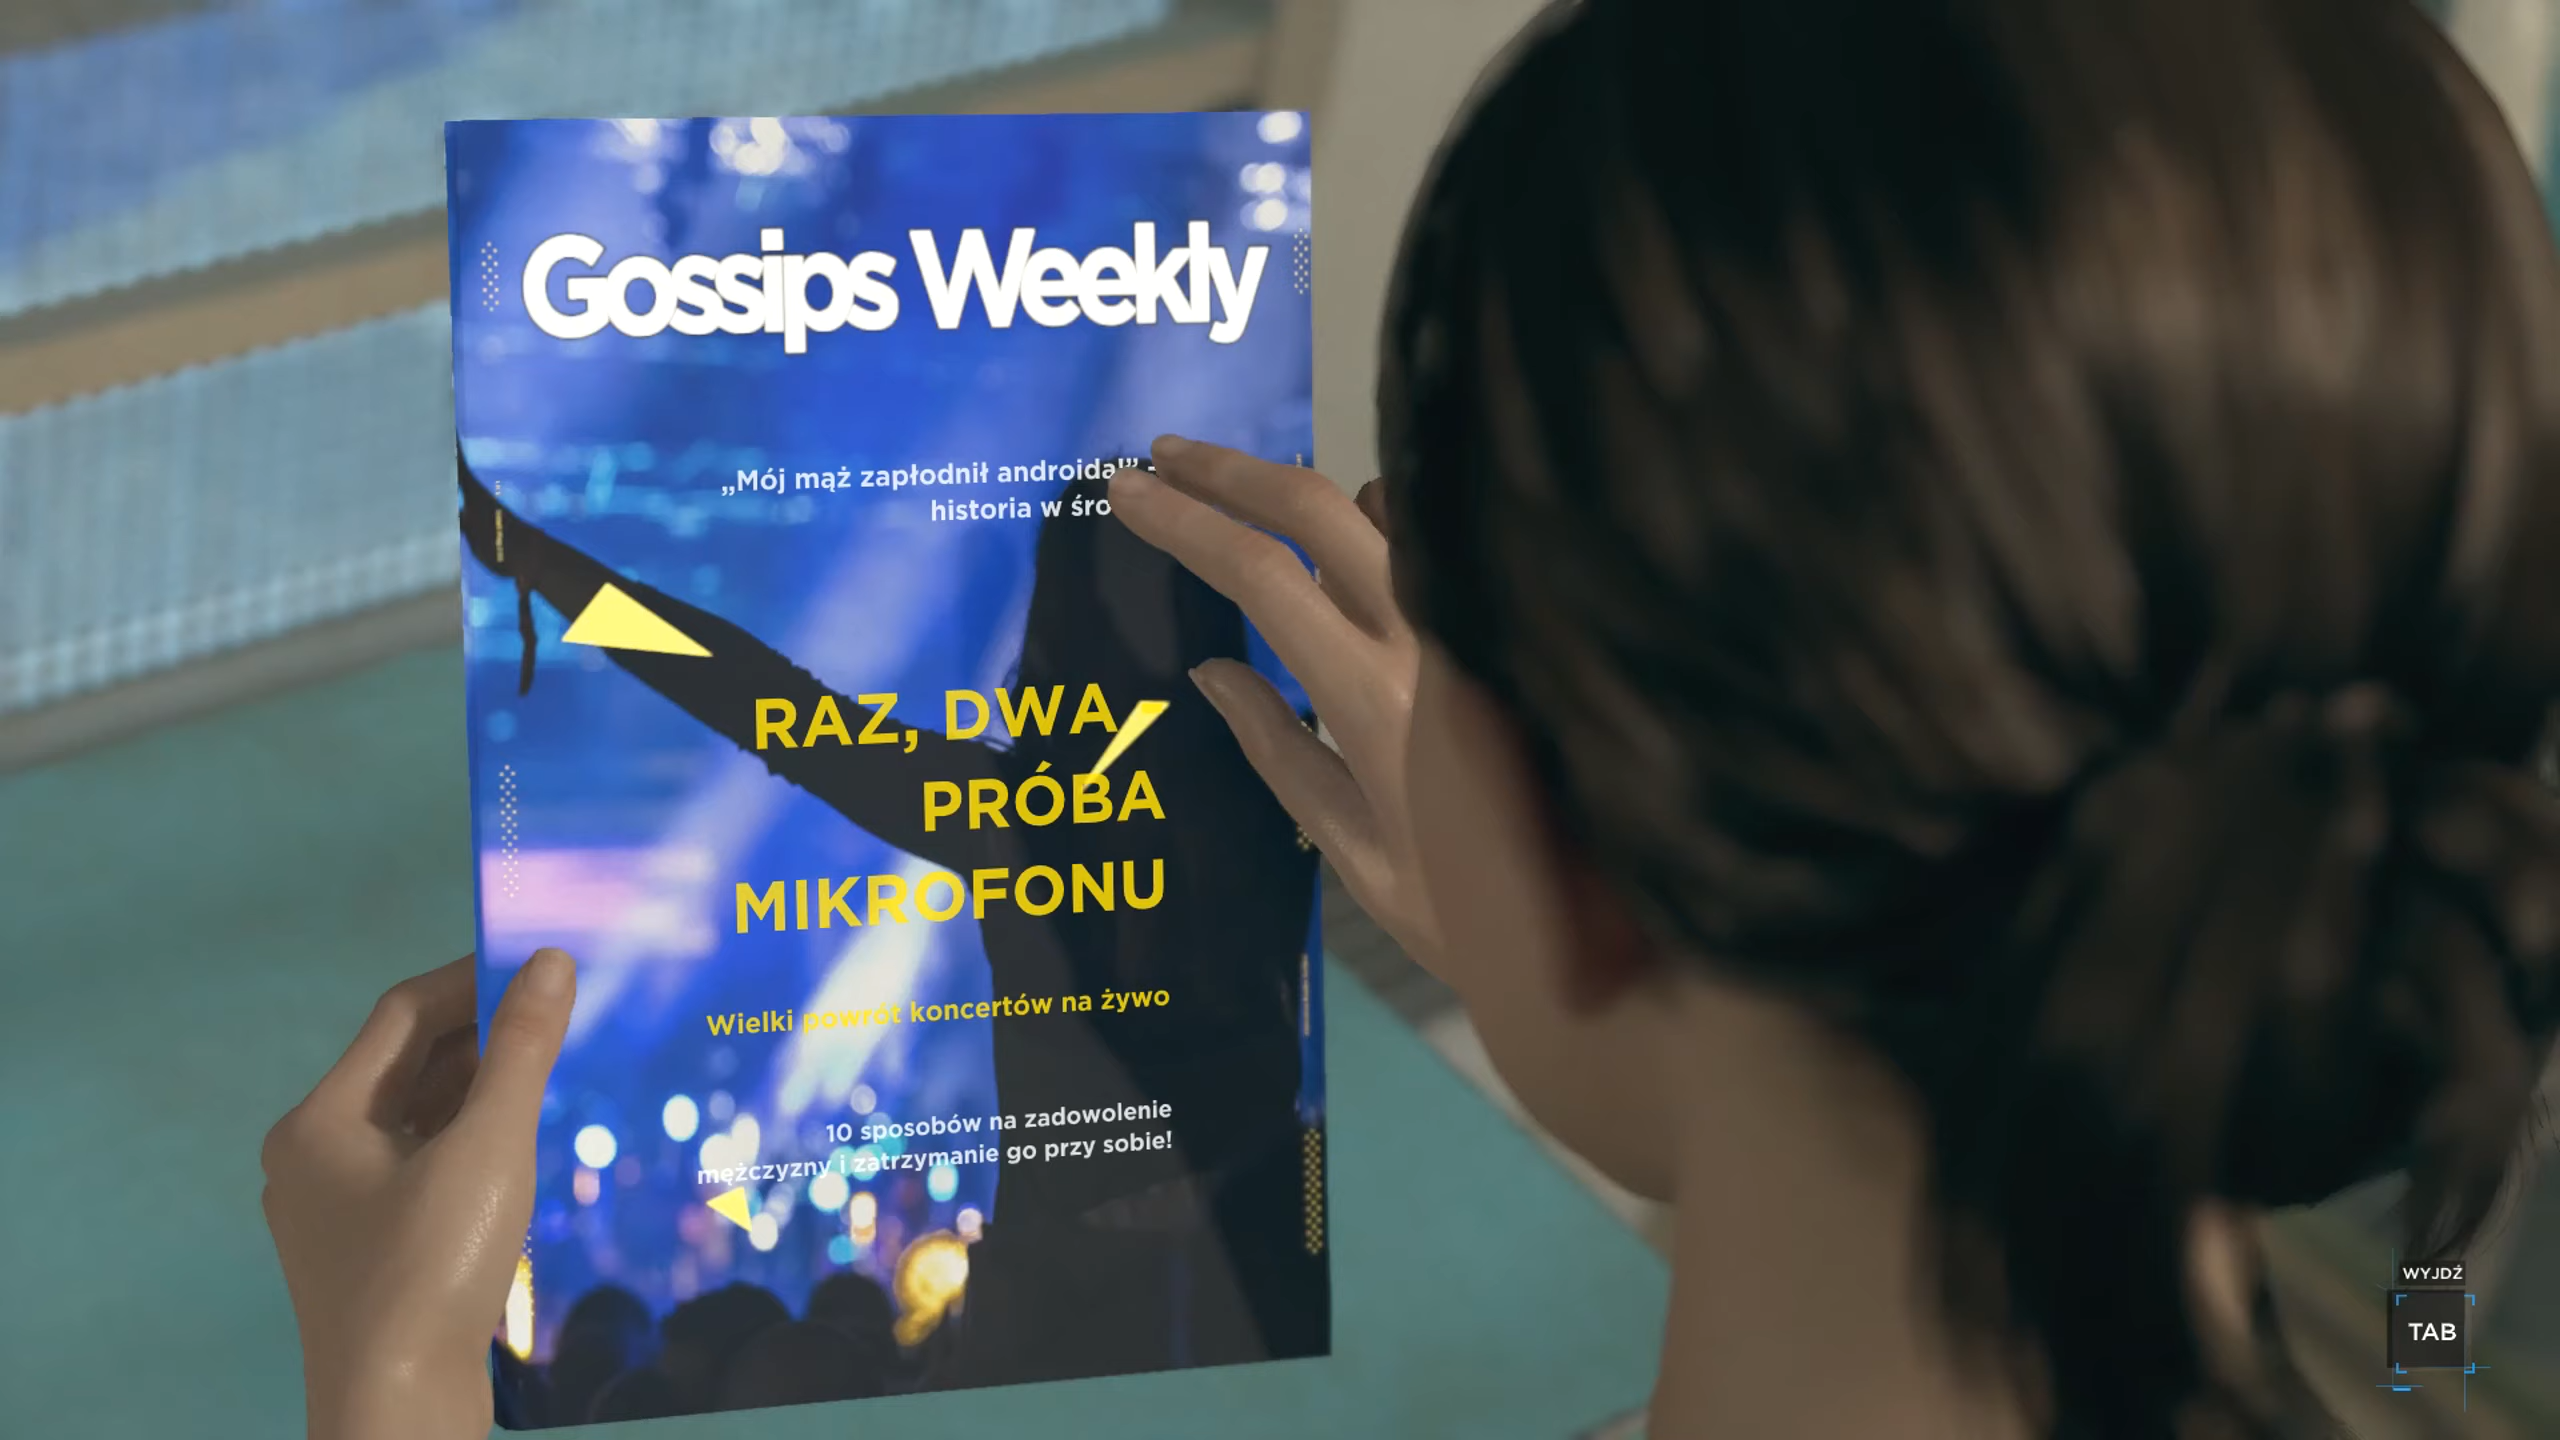 Gossips Weekly
„Mój mąż zapłodnił androida!” -
historia w
RAZ, DWA
PRÓBA
MIKROFONU
Wielki powrót koncertów na żywo
10 sposobów na zadowolenie
mężczyzny i zatrzymanie go przy sobie!
WYJDŹ
TAB